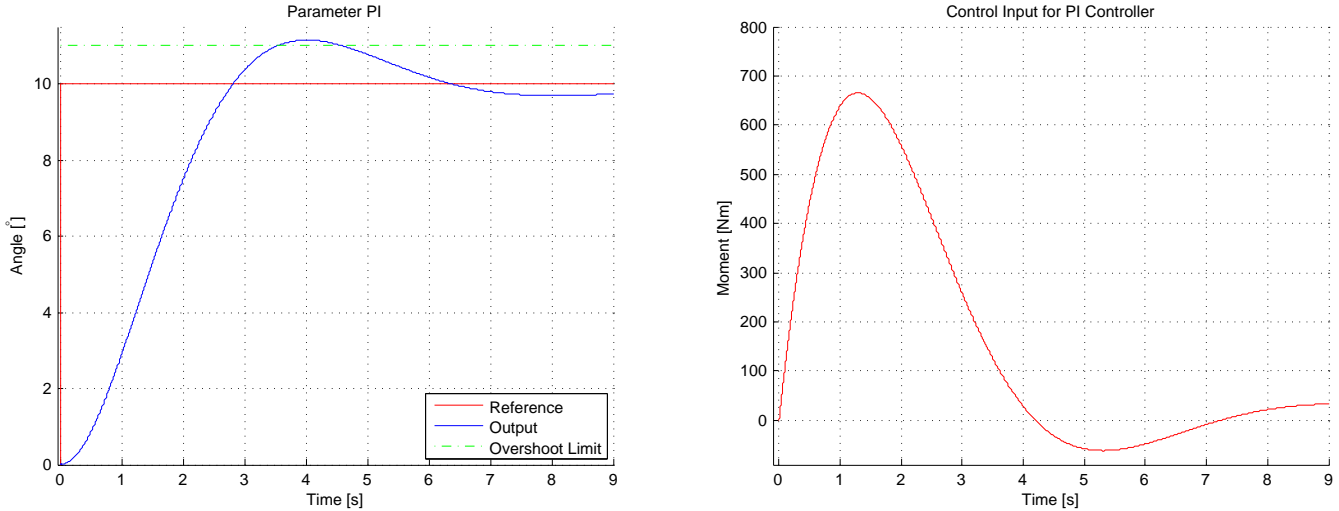 Parameter PI
Angle [°]
10
8
6
4
2
0
0 1 2 3 4 5 6 7 8 9
Time [s]
Reference
Output
Overshoot Limit
Control Input for PI Controller
Moment [Nm]
800
700
600
500
400
300
200
100
0
0 1 2 3 4 5 6 7 8 9
Time [s]